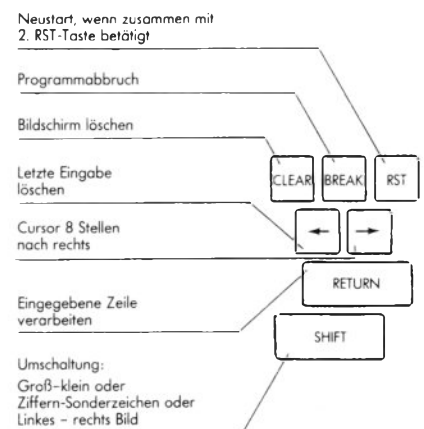 Neustart, wenn zusammen mit
2. RST-Taste betätigt
Programmabbruch
Bildschirm löschen
CLEAR BREAK RST
Letzte Eingabe
löschen
← →
Cursor 8 Stellen
nach rechts
RETURN
Eingegebene Zeile
verarbeiten
SHIFT
Umschaltung:
Groß-klein oder
Ziffern-Sonderzeichen oder
Linkes – rechts Bild